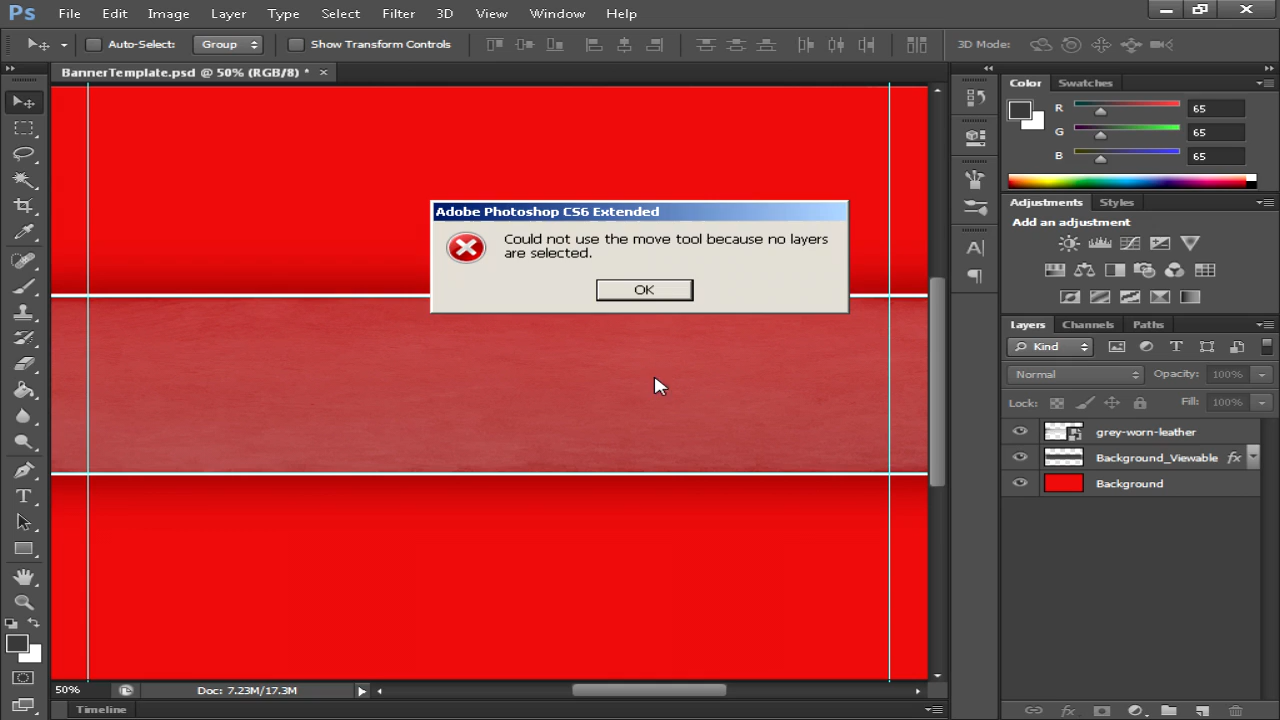 Ps File Edit Image Layer Type Select Filter 3D View Window Help
Auto-Select: Group Show Transform Controls 3D Mode:
BannerTemplate.psd @ 50% (RGB/8) * ×
Color Swatches
R 65
G 65
B 65
Adjustments Styles
Add an adjustment
Adobe Photoshop CS6 Extended
Could not use the move tool because no layers
are selected.
OK
Layers Channels Paths
Kind
Normal Opacity: 100%
Lock: Fill: 100%
grey-worn-leather
Background_Viewable fx
Background
50% Doc: 7.23M/17.3M
Timeline